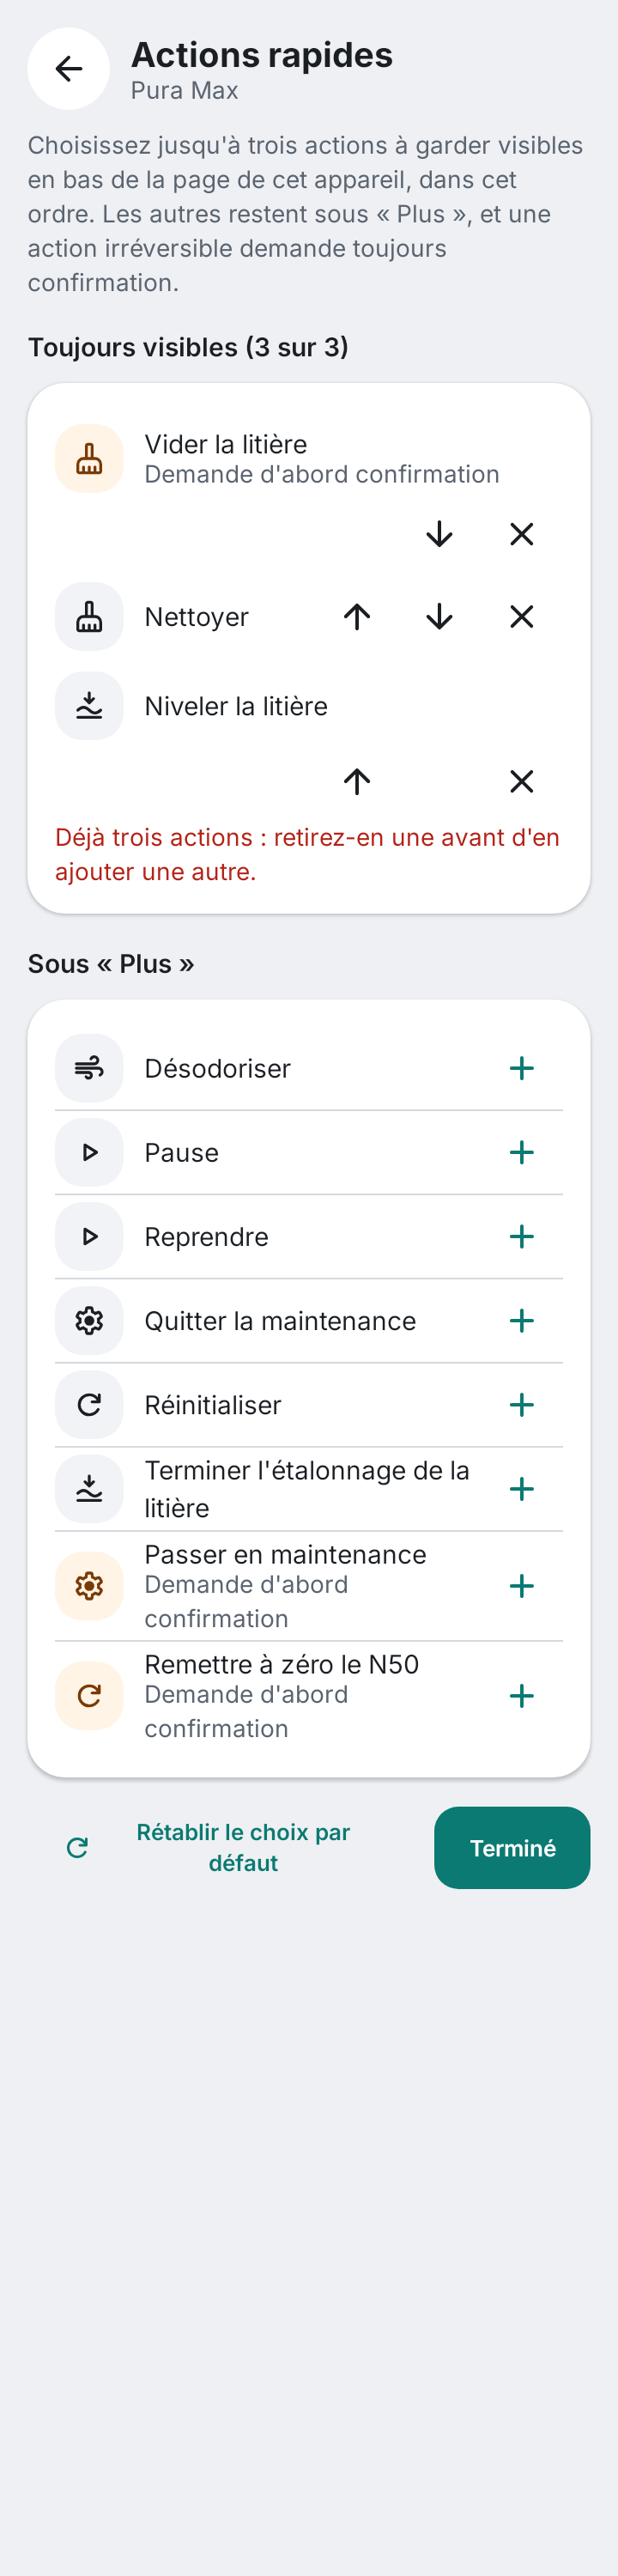 Actions rapides
Pura Max
Choisissez jusqu'à trois actions à garder visibles
en bas de la page de cet appareil, dans cet
ordre. Les autres restent sous « Plus », et une
action irréversible demande toujours
confirmation.
Toujours visibles (3 sur 3)
Vider la litière
Demande d'abord confirmation
Nettoyer
Niveler la litière
Déjà trois actions : retirez-en une avant d'en
ajouter une autre.
Sous « Plus »
Désodoriser
Pause
Reprendre
Quitter la maintenance
Réinitialiser
Terminer l'étalonnage de la
litière
Passer en maintenance
Demande d'abord
confirmation
Remettre à zéro le N50
Demande d'abord
confirmation
Rétablir le choix par
défaut
Terminé